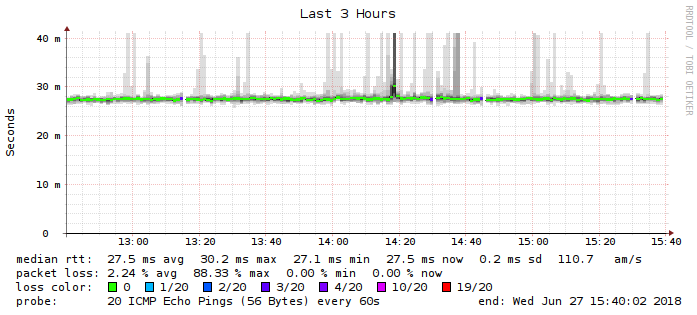 Last 3 Hours
RRDTOOL / TOBI OETIKER
Seconds
40 m
30 m
20 m
10 m
0
13:00 13:20 13:40 14:00 14:20 14:40 15:00 15:20 15:40
median rtt: 27.5 ms avg 30.2 ms max 27.1 ms min 27.5 ms now 0.2 ms sd 110.7 am/s
packet loss: 2.24 % avg 88.33 % max 0.00 % min 0.00 % now
loss color: 0 1/20 2/20 3/20 4/20 10/20 19/20
probe: 20 ICMP Echo Pings (56 Bytes) every 60s end: Wed Jun 27 15:40:02 2018